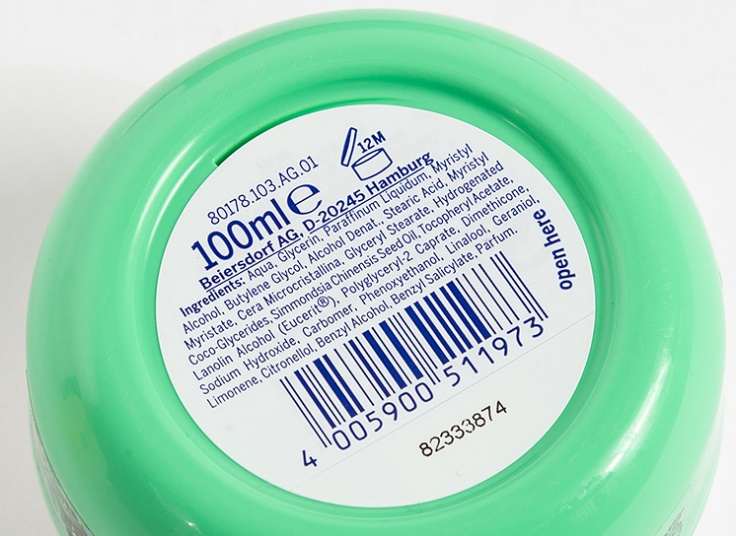 12M
80178.103.AG.01
100ml℮
Beiersdorf AG, D-20245 Hamburg
Ingredients: Aqua, Glycerin, Paraffinum Liquidum, Myristyl
Alcohol, Butylene Glycol, Alcohol Denat., Stearic Acid, Myristyl
Myristate, Cera Microcristallina, Glyceryl Stearate, Hydrogenated
Coco-Glycerides, Simmondsia Chinensis Seed Oil, Tocopheryl Acetate,
Lanolin Alcohol (Eucerit®), Polyglyceryl-2 Caprate, Dimethicone,
Sodium Hydroxide, Carbomer, Phenoxyethanol, Linalool, Geraniol,
Limonene, Citronellol, Benzyl Alcohol, Benzyl Salicylate, Parfum.
open here
4 005900 511973
82333874